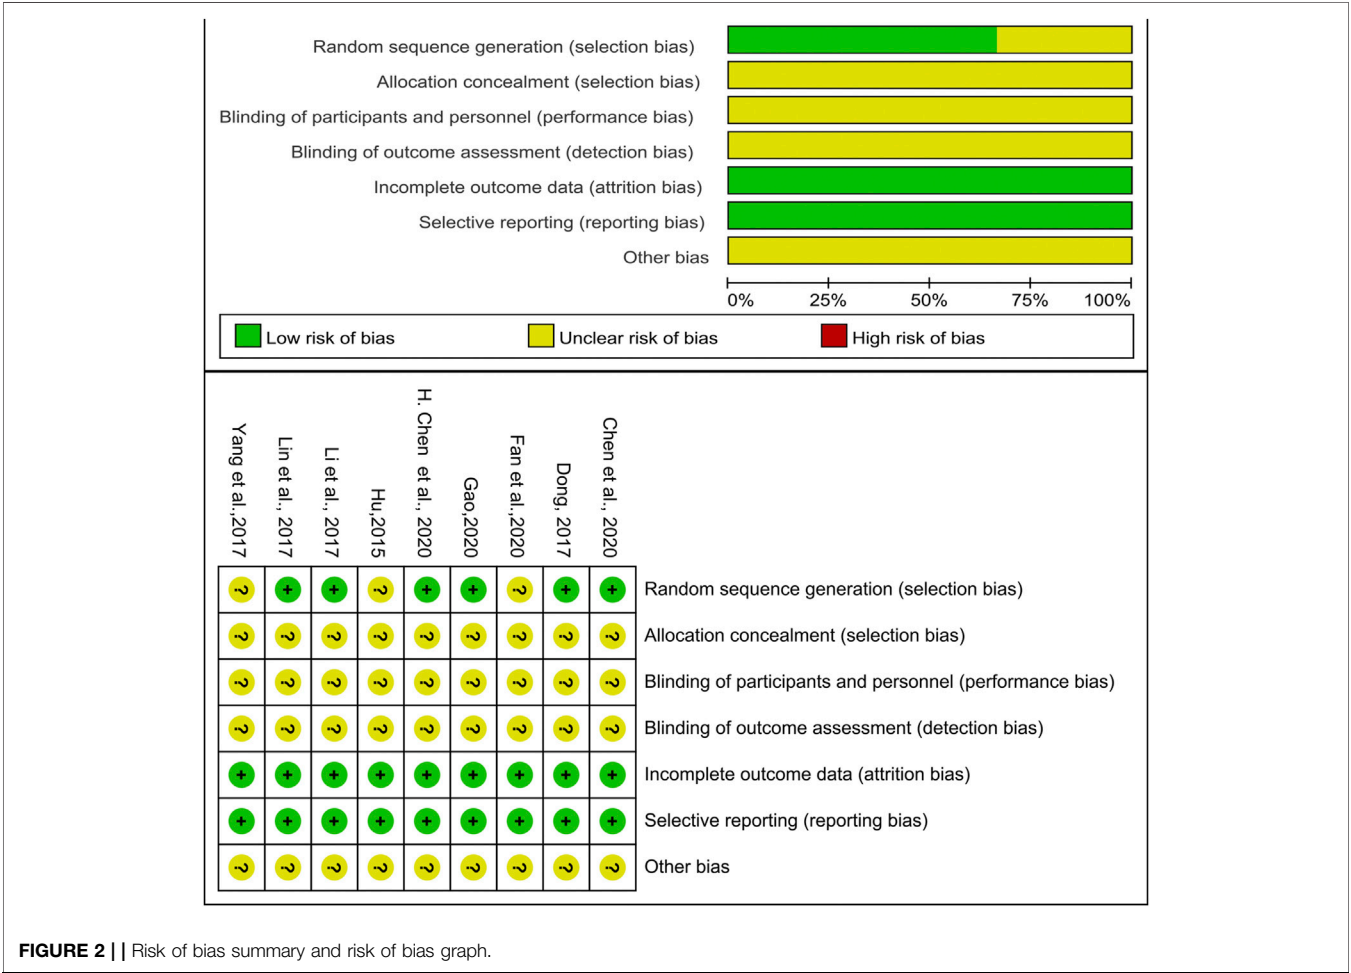 Random sequence generation (selection bias)
Allocation concealment (selection bias)
Blinding of participants and personnel (performance bias)
Blinding of outcome assessment (detection bias)
Incomplete outcome data (attrition bias)
Selective reporting (reporting bias)
Other bias
0% 25% 50% 75% 100%
Low risk of bias Unclear risk of bias High risk of bias
Yang et al.,2017
Lin et al., 2017
Li et al., 2017
Hu,2015
H. Chen et al., 2020
Gao,2020
Fan et al.,2020
Dong, 2017
Chen et al., 2020
? + + ? + + ? + + Random sequence generation (selection bias)
? ? ? ? ? ? ? ? ? Allocation concealment (selection bias)
? ? ? ? ? ? ? ? ? Blinding of participants and personnel (performance bias)
? ? ? ? ? ? ? ? ? Blinding of outcome assessment (detection bias)
+ + + + + + + + + Incomplete outcome data (attrition bias)
+ + + + + + + + + Selective reporting (reporting bias)
? ? ? ? ? ? ? ? ? Other bias
FIGURE 2 | | Risk of bias summary and risk of bias graph.